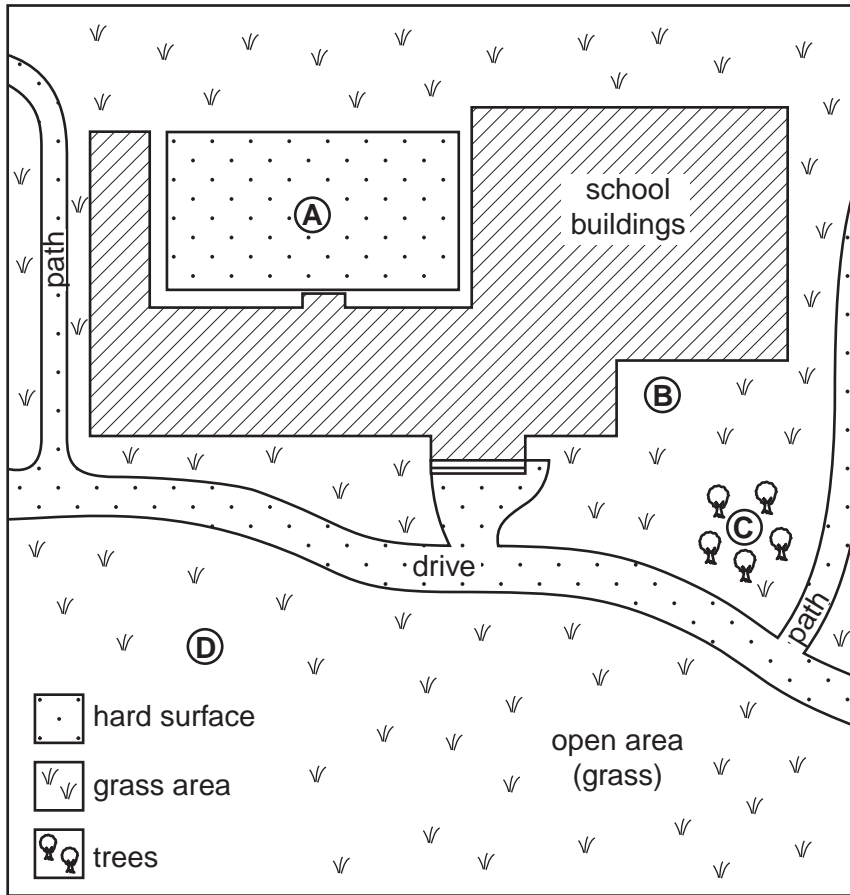 A
school
buildings
path
B
C
drive
path
D
hard surface
open area
(grass)
grass area
trees